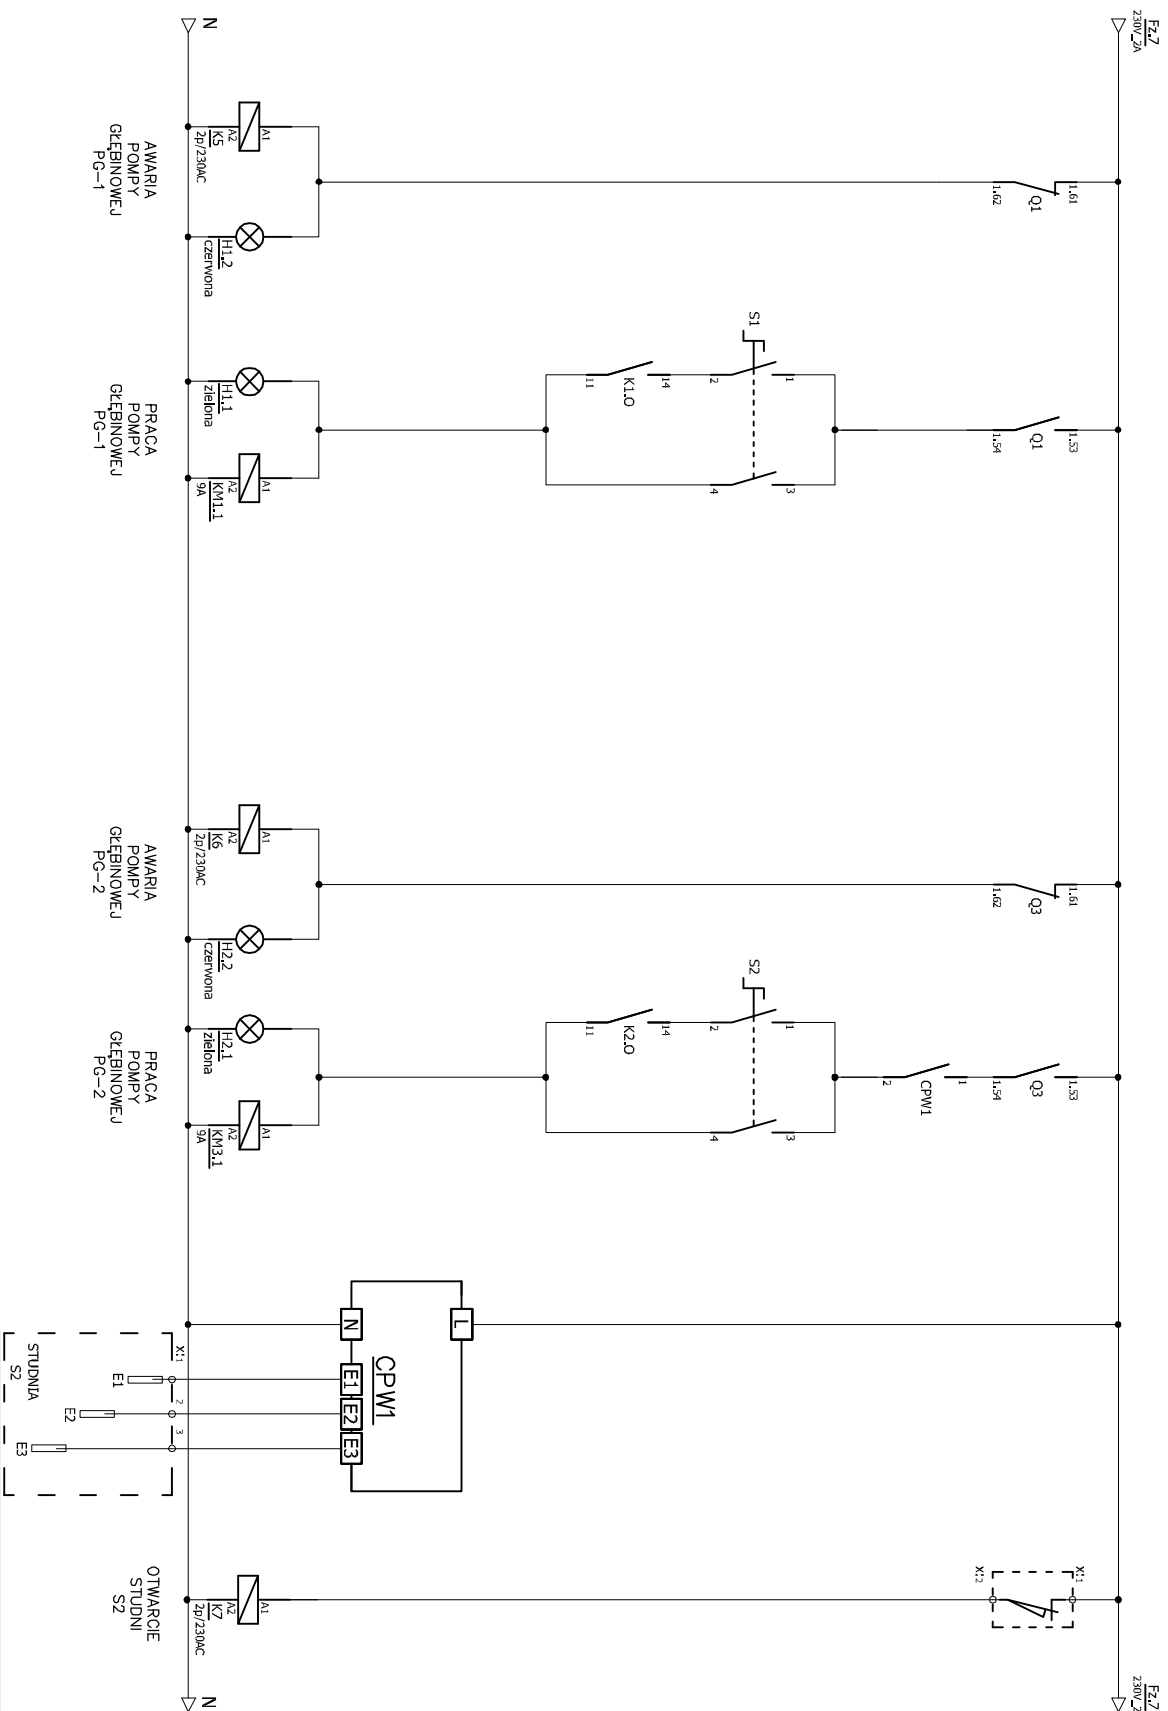 Fz.7
230V_2A
Fz.7
230V_2
1.61
Q1
1.62
1.53
Q1
1.54
1.61
Q3
1.62
1.53
Q3
1.54
1
CPW1
2
X:1
X:2
S1
1
2
3
4
14
K1.O
11
S2
1
2
3
4
14
K2.O
11
L
CPW1
N
E1
E2
E3
A1
A2
K5
2p/230AC
H1.2
czerwona
H1.1
zielona
A1
A2
KM1.1
9A
A1
A2
K6
2p/230AC
H2.2
czerwona
H2.1
zielona
A1
A2
KM3.1
9A
A1
A2
K7
2p/230AC
N
N
X:1
2
3
E1
E2
E3
STUDNIA
S2
AWARIA
POMPY
GŁĘBINOWEJ
PG-1
PRACA
POMPY
GŁĘBINOWEJ
PG-1
AWARIA
POMPY
GŁĘBINOWEJ
PG-2
PRACA
POMPY
GŁĘBINOWEJ
PG-2
OTWARCIE
STUDNI
S2